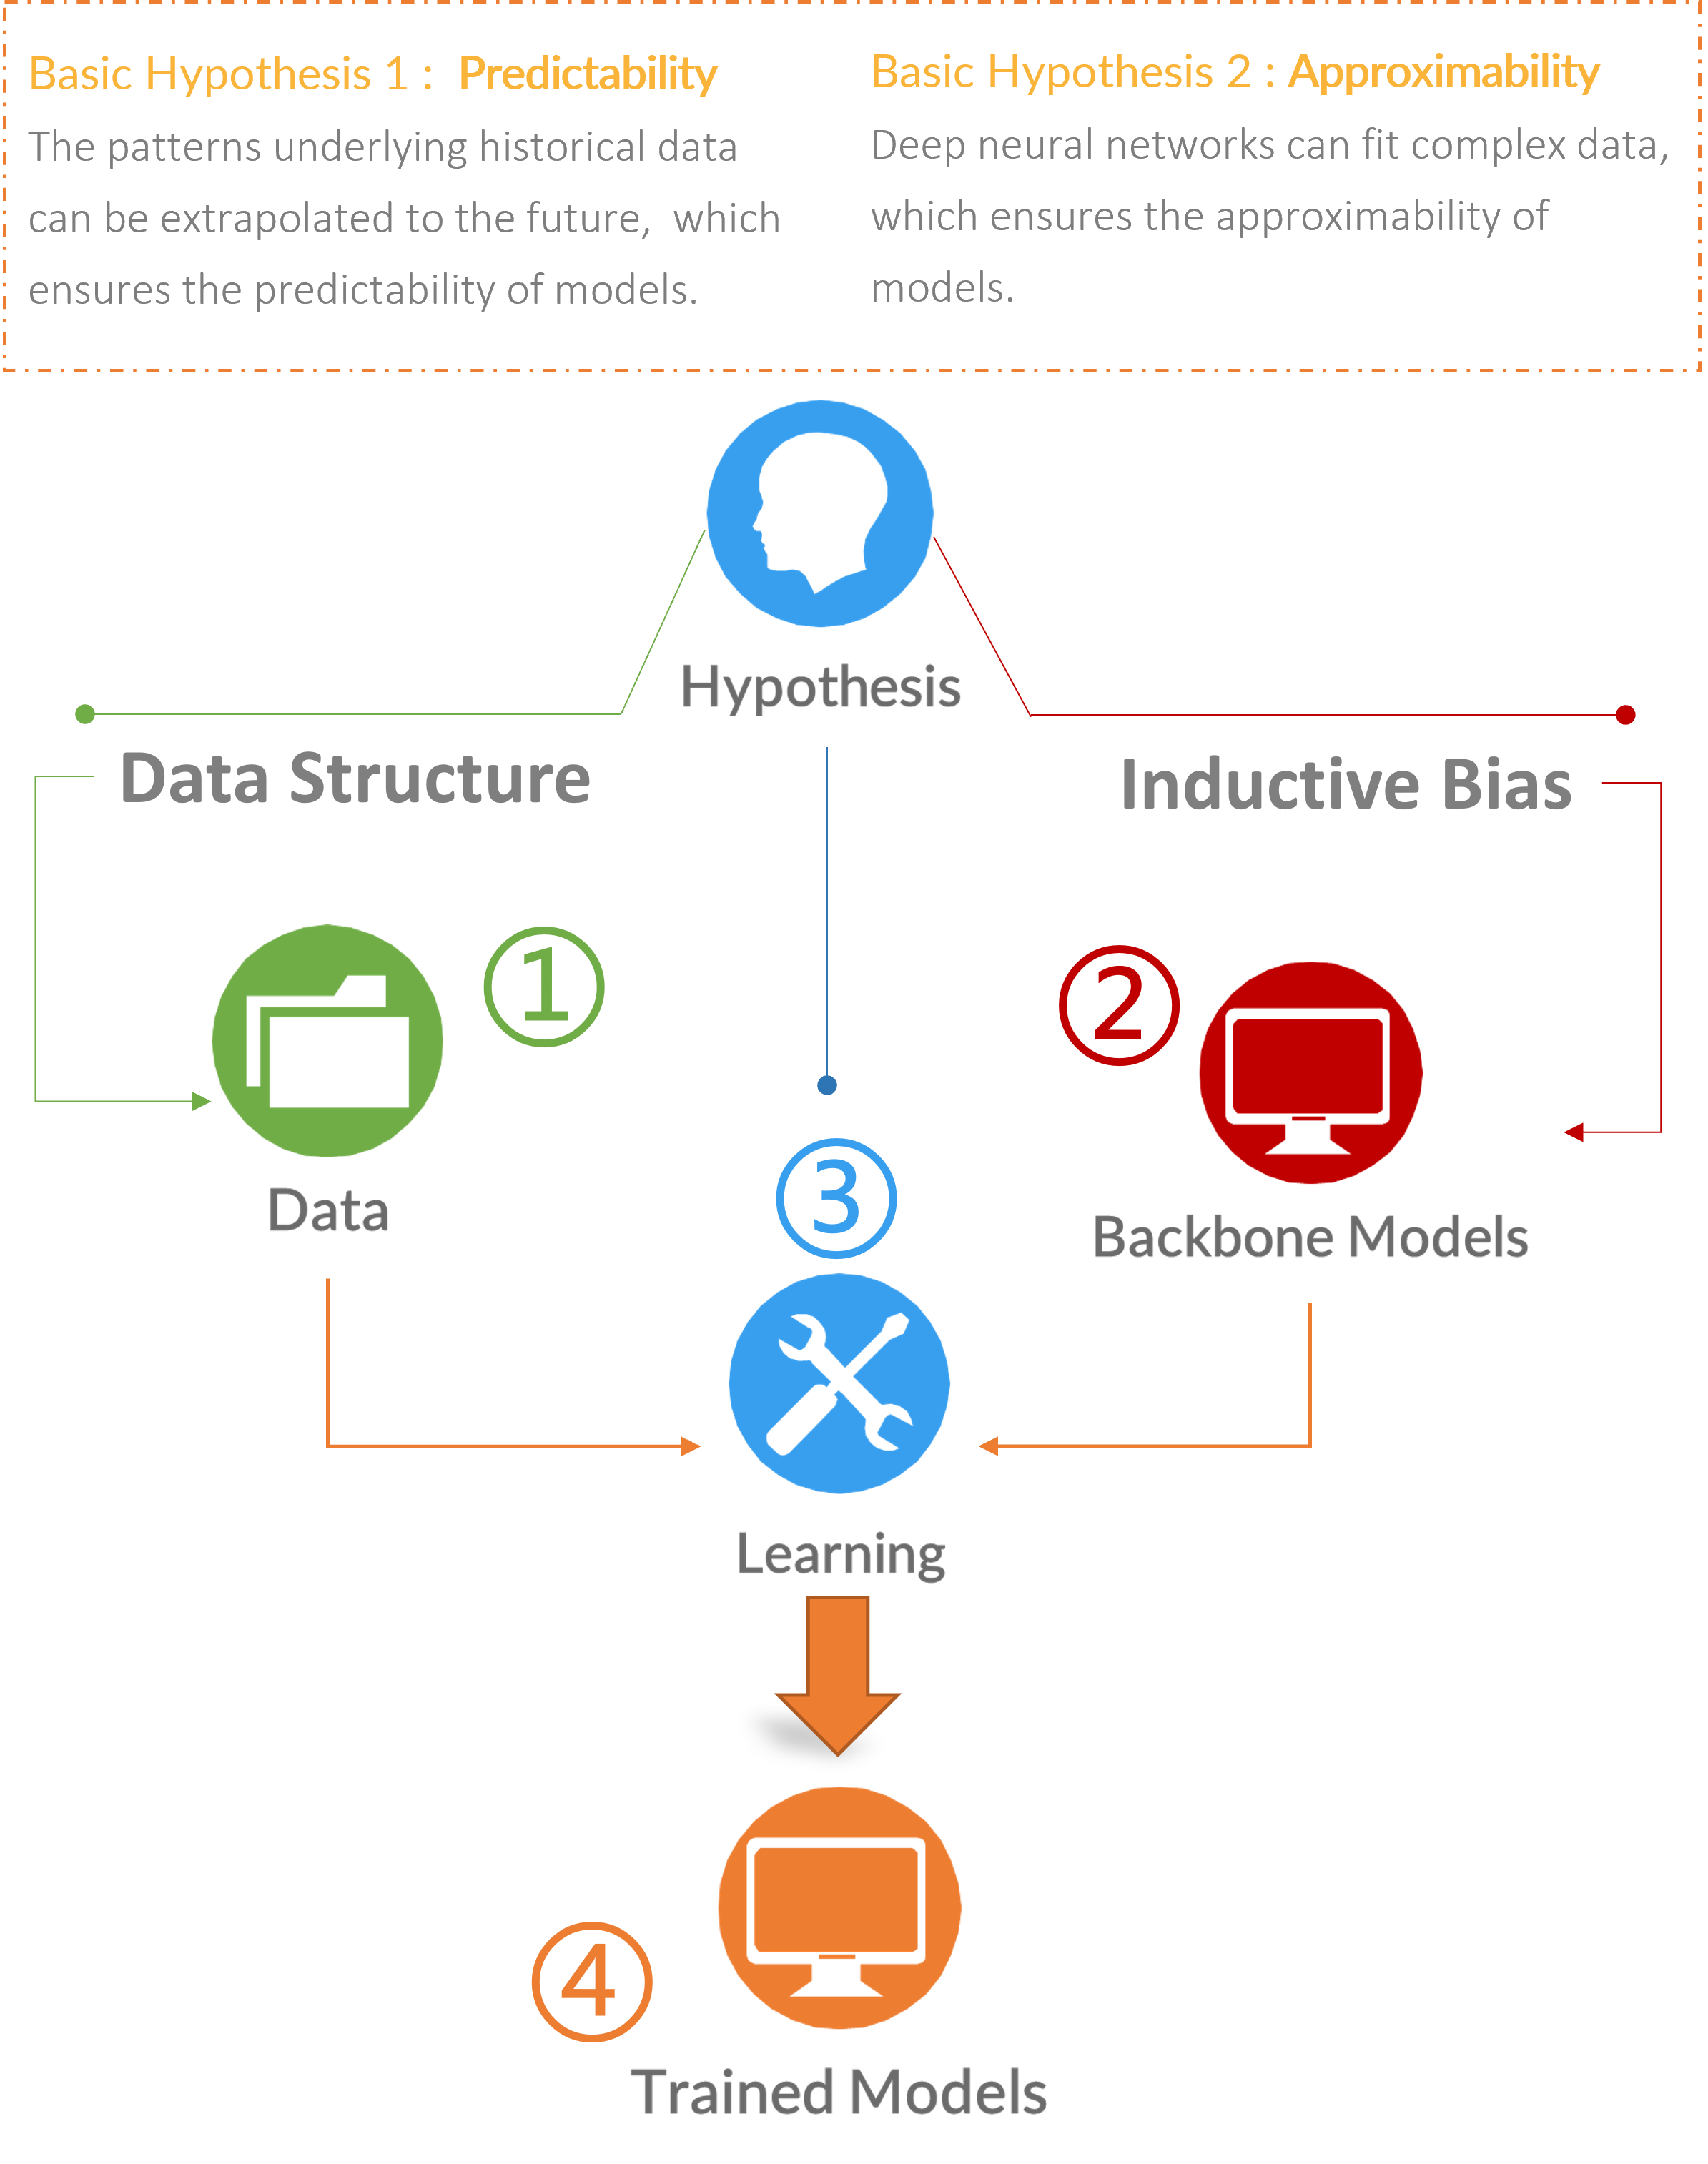 Basic Hypothesis 1 : Predictability
The patterns underlying historical data
can be extrapolated to the future, which
ensures the predictability of models.
Basic Hypothesis 2 : Approximability
Deep neural networks can fit complex data,
which ensures the approximability of
models.
Hypothesis
Data Structure
Inductive Bias
①
Data
②
Backbone Models
③
Learning
④
Trained Models